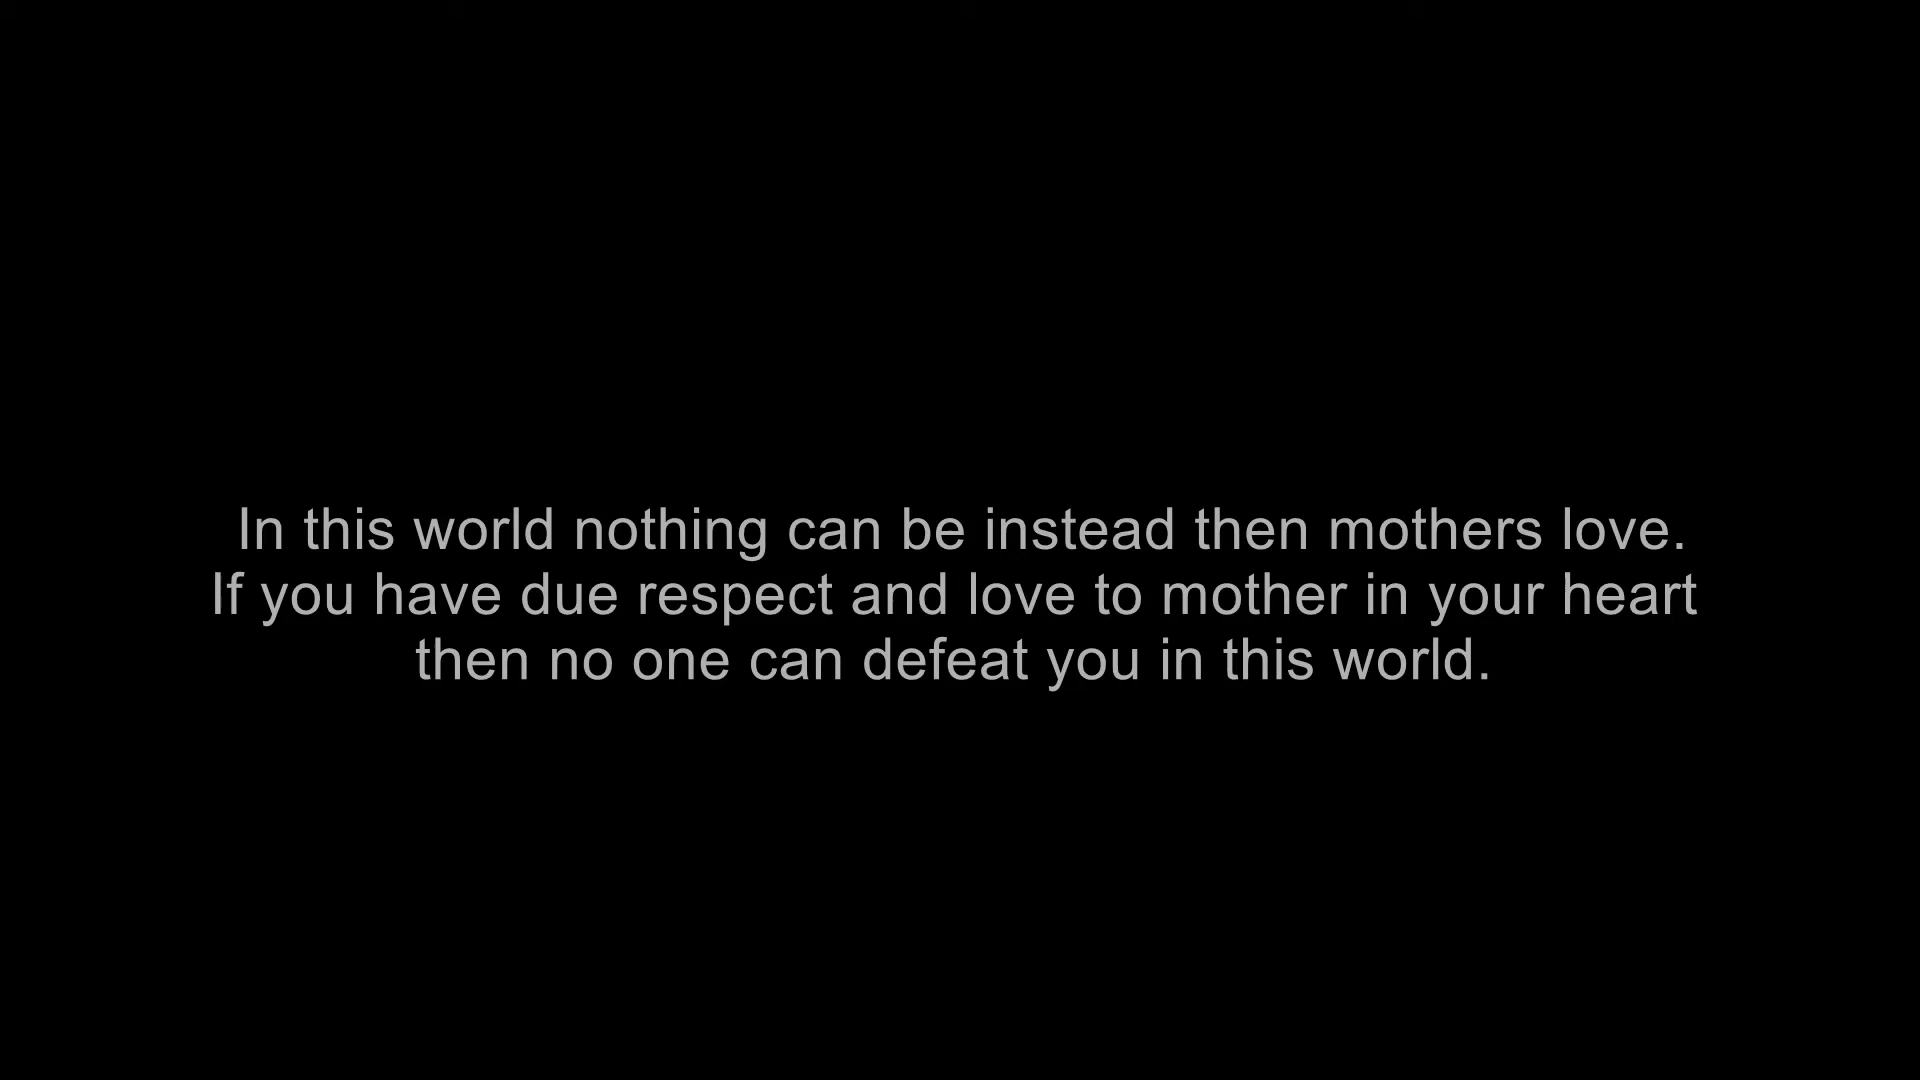 In this world nothing can be instead then mothers love.
If you have due respect and love to mother in your heart
then no one can defeat you in this world.